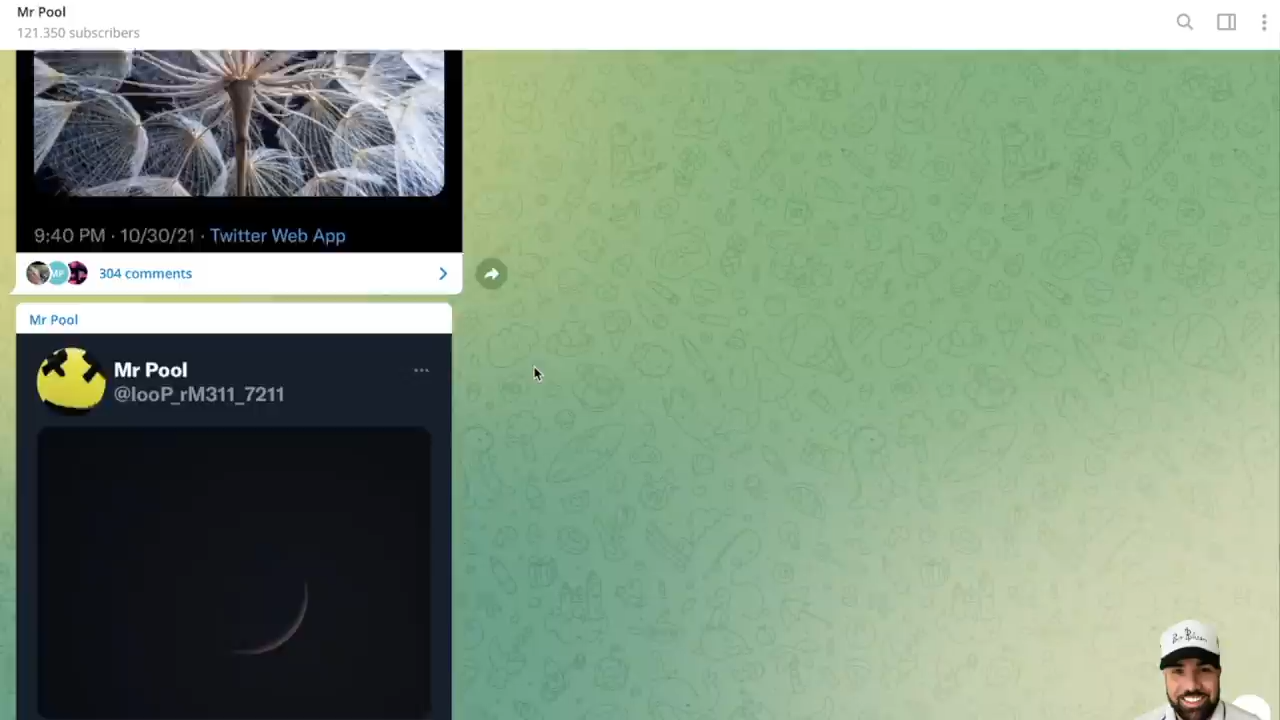 Mr Pool
121.350 subscribers
9:40 PM · 10/30/21 · Twitter Web App
MP
304 comments
Mr Pool
Mr Pool
@looP_rM311_7211